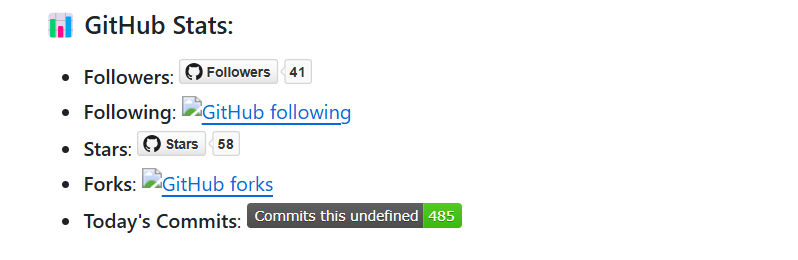 GitHub Stats:
Followers: Followers 41
Following: GitHub following
Stars: Stars 58
Forks: GitHub forks
Today's Commits: Commits this undefined 485